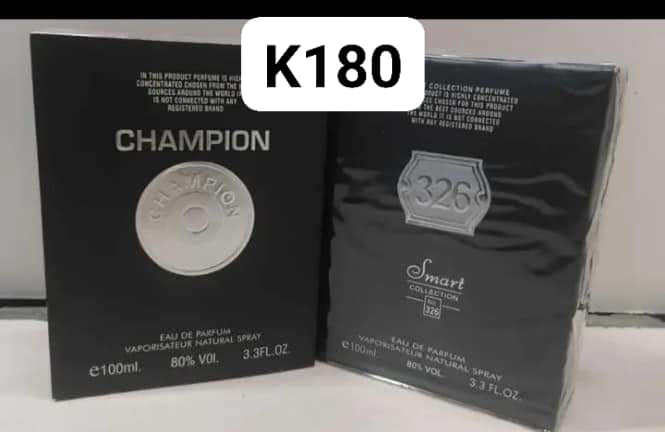 K180
IN THIS PRODUCT PERFUME IS
CONCENTRATED CHOSEN FROM THE
SOURCES AROUND THE WORLD
IS NOT CONNECTED WITH ANY
REGISTERED BRAND
CHAMPION
CHAMPION
EAU DE PARFUM
VAPORISATEUR NATURAL SPRAY
e100ml. 80% VOl. 3.3FL.OZ.
COLLECTION PERFUME
IS HIGHLY CONCENTRATED
CHOSEN FOR THIS PRODUCT
THE BEST SOURCES AROUND
THE WORLD IT IS NOT CONNECTED
WITH ANY REGISTERED BRAND
326
Smart
COLLECTION
No.
326
EAU DE PARFUM
VAPORISATEUR NATURAL SPRAY
e100ml. 80% VOL. 3.3 FL.OZ.